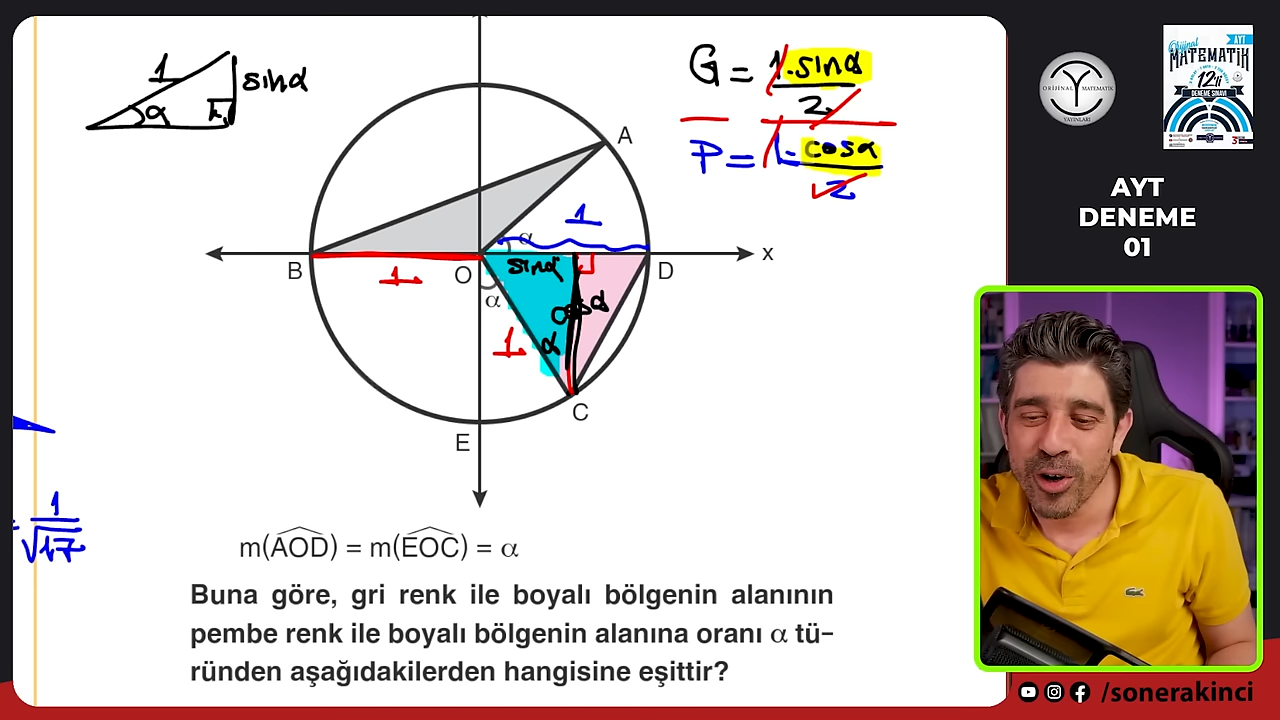 1
sinα
α
A
B
O
D
x
C
E
α
α
1
1
1
sinα
cosα
α
G = 1.sinα
2
P = 1.cosα
2
1
√17
m(AOD) = m(EOC) = α
Buna göre, gri renk ile boyalı bölgenin alanının
pembe renk ile boyalı bölgenin alanına oranı α tü-
ründen aşağıdakilerden hangisine eşittir?
ORİJİNAL MATEMATİK
YAYINLARI
AYT
Orijinal
MATEMATİK
12'li
DENEME SINAVI
AYT
DENEME
01
/sonerakinci